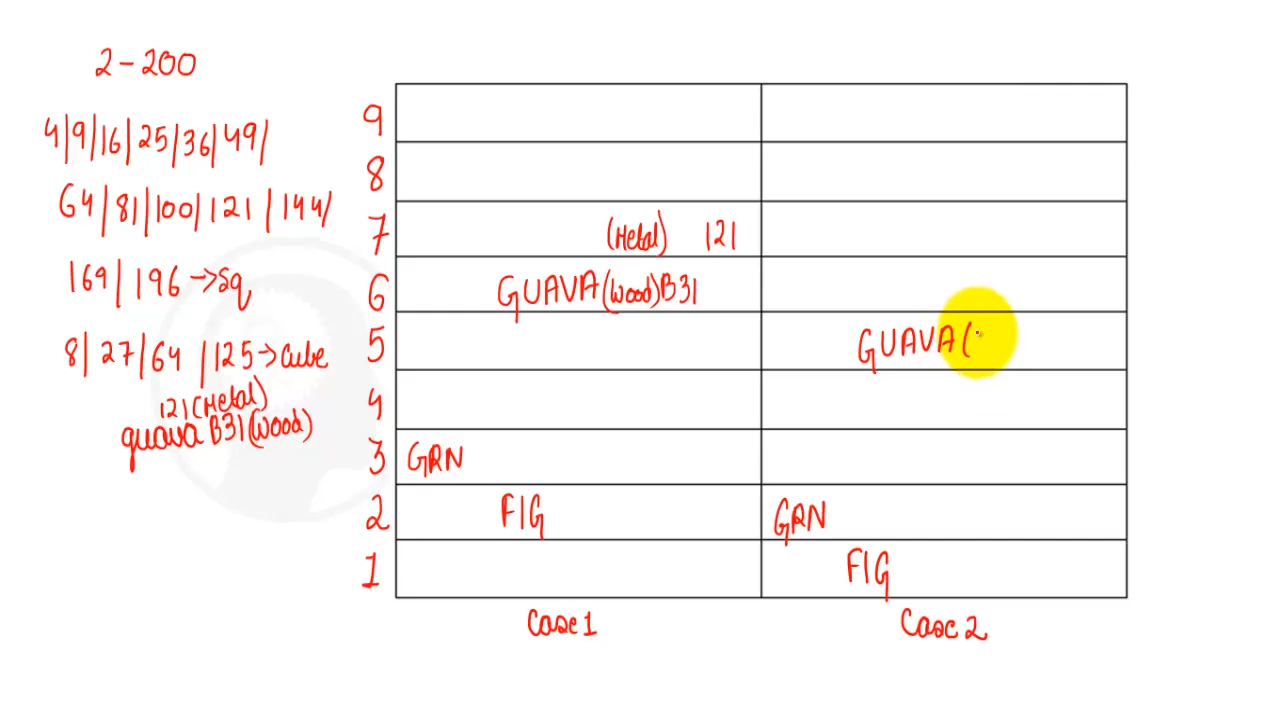 2-200
4|9|16|25|36|49|
64|81|100|121|144|
169|196→Sq
8|27|64|125→Cube
121(Metal)
guava B31(Wood)
9
8
7 (Metal) 121
6 GUAVA(Wood)B31
5 GUAVA(
4
3 GRN
2 FIG GRN
1 FIG
Case 1 Case 2